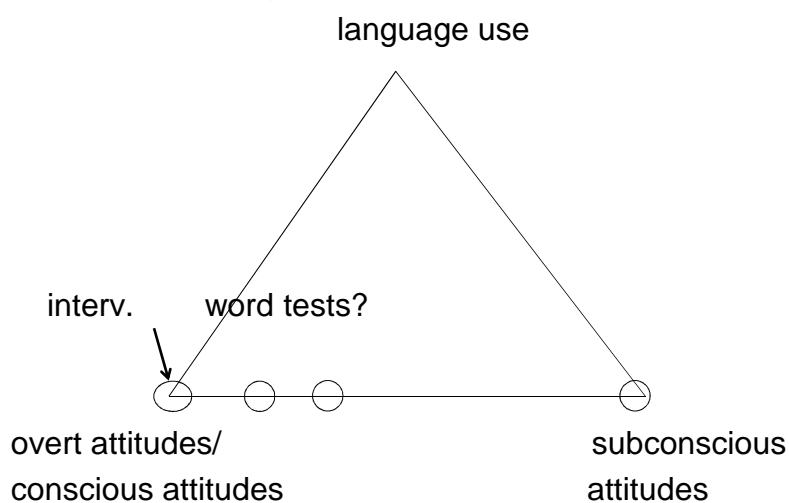 language use
interv. word tests?
overt attitudes/ subconscious
conscious attitudes attitudes